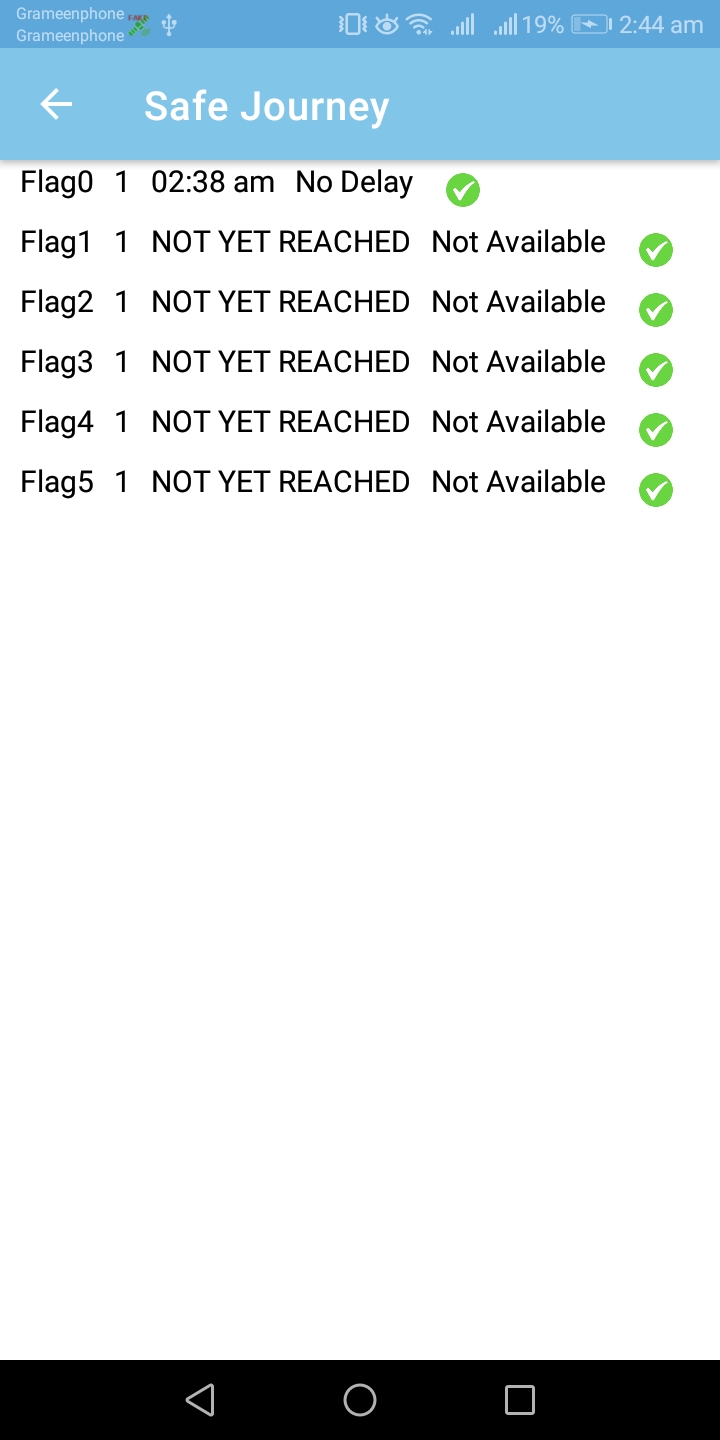 Grameenphone
Grameenphone
FAKE
19% 2:44 am
Safe Journey
Flag0 1 02:38 am No Delay
Flag1 1 NOT YET REACHED Not Available
Flag2 1 NOT YET REACHED Not Available
Flag3 1 NOT YET REACHED Not Available
Flag4 1 NOT YET REACHED Not Available
Flag5 1 NOT YET REACHED Not Available